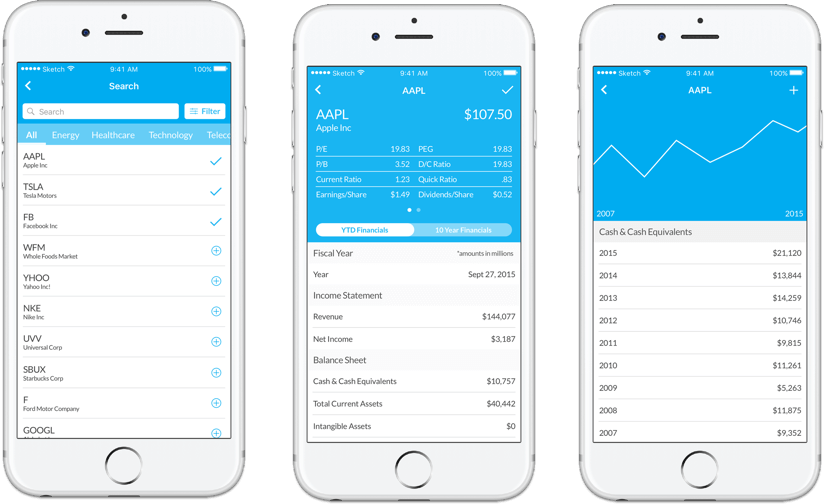 Sketch 9:41 AM 100%
Search
Search Filter
All Energy Healthcare Technology Teleco
AAPL
Apple Inc
TSLA
Tesla Motors
FB
Facebook Inc
WFM
Whole Foods Market
YHOO
Yahoo Inc!
NKE
Nike Inc
UVV
Universal Corp
SBUX
Starbucks Corp
F
Ford Motor Company
GOOGL
Sketch 9:41 AM 100%
AAPL
AAPL $107.50
Apple Inc
P/E 19.83 PEG 19.83
P/B 3.52 D/C Ratio 19.83
Current Ratio 1.23 Quick Ratio .83
Earnings/Share $1.49 Dividends/Share $0.52
YTD Financials 10 Year Financials
Fiscal Year *amounts in millions
Year Sept 27, 2015
Income Statement
Revenue $144,077
Net Income $3,187
Balance Sheet
Cash & Cash Equivalents $10,757
Total Current Assets $40,442
Intangible Assets $0
Sketch 9:41 AM 100%
AAPL
2007 2015
Cash & Cash Equivalents
2015 $21,120
2014 $13,844
2013 $14,259
2012 $10,746
2011 $9,815
2010 $11,261
2009 $5,263
2008 $11,875
2007 $9,352